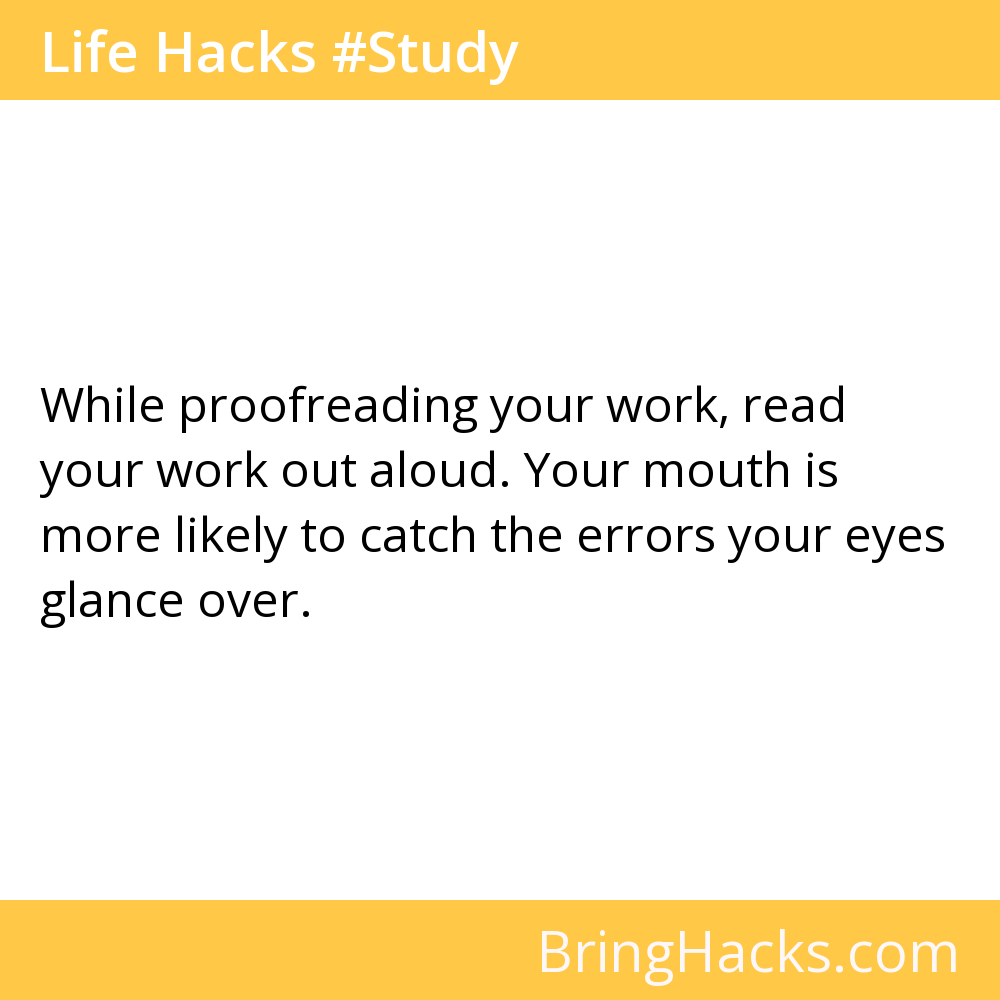 Life Hacks #Study
While proofreading your work, read
your work out aloud. Your mouth is
more likely to catch the errors your eyes
glance over.
BringHacks.com